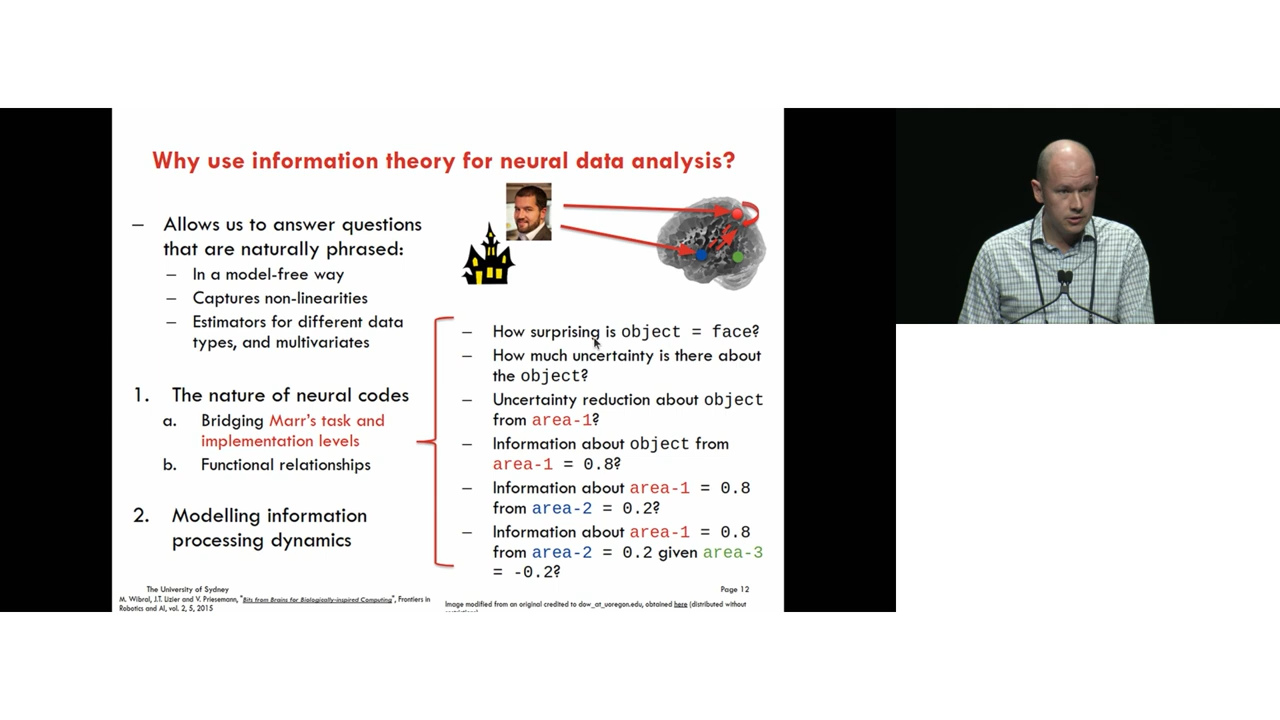 Why use information theory for neural data analysis?
– Allows us to answer questions
that are naturally phrased:
– In a model-free way
– Captures non-linearities
– Estimators for different data
types, and multivariates
1. The nature of neural codes
a. Bridging Marr's task and
implementation levels
b. Functional relationships
2. Modelling information
processing dynamics
– How surprising is object = face?
– How much uncertainty is there about
the object?
– Uncertainty reduction about object
from area-1?
– Information about object from
area-1 = 0.8?
– Information about area-1 = 0.8
from area-2 = 0.2?
– Information about area-1 = 0.8
from area-2 = 0.2 given area-3
= -0.2?
The University of Sydney
Page 12
M. Wibral, J.T. Lizier and V. Priesemann, "Bits from Brains for Biologically-inspired Computing", Frontiers in
Robotics and AI, vol. 2, 5, 2015
Image modified from an original credited to dow_at_uoregon.edu, obtained here (distributed without